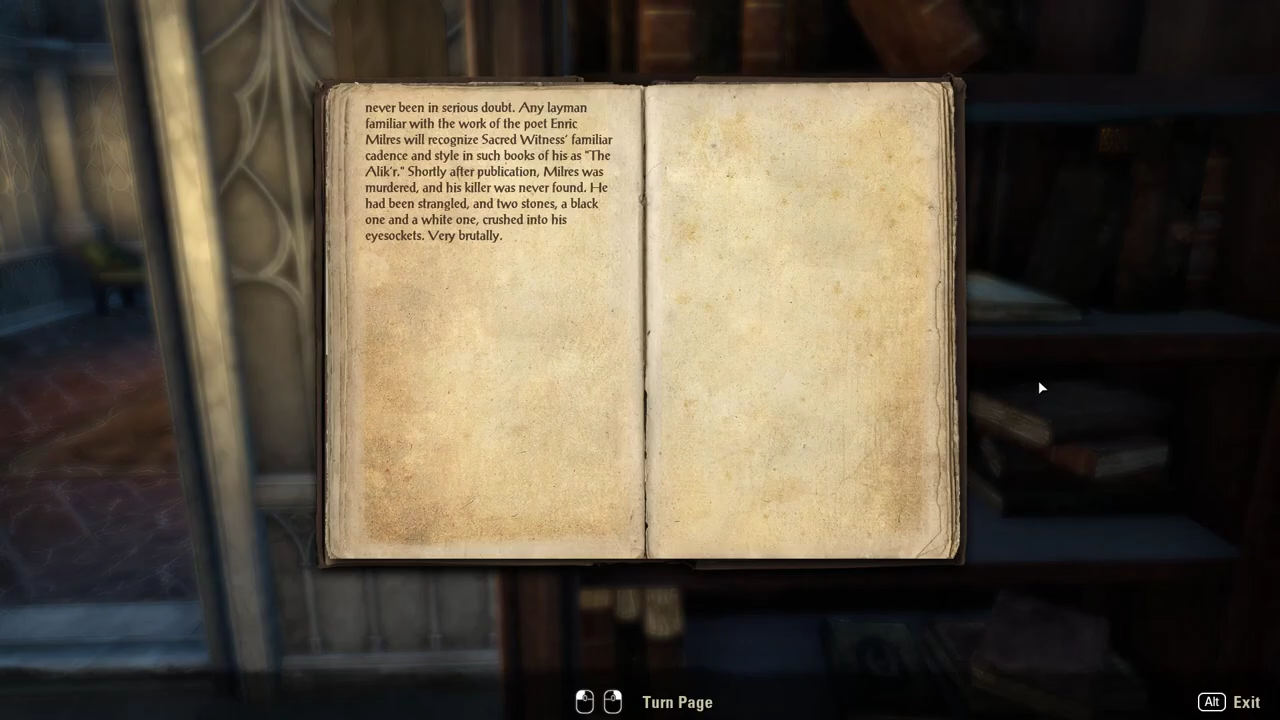 never been in serious doubt. Any layman
familiar with the work of the poet Enric
Milres will recognize Sacred Witness' familiar
cadence and style in such books of his as "The
Alik'r." Shortly after publication, Milres was
murdered, and his killer was never found. He
had been strangled, and two stones, a black
one and a white one, crushed into his
eyesockets. Very brutally.
Turn Page
Alt Exit